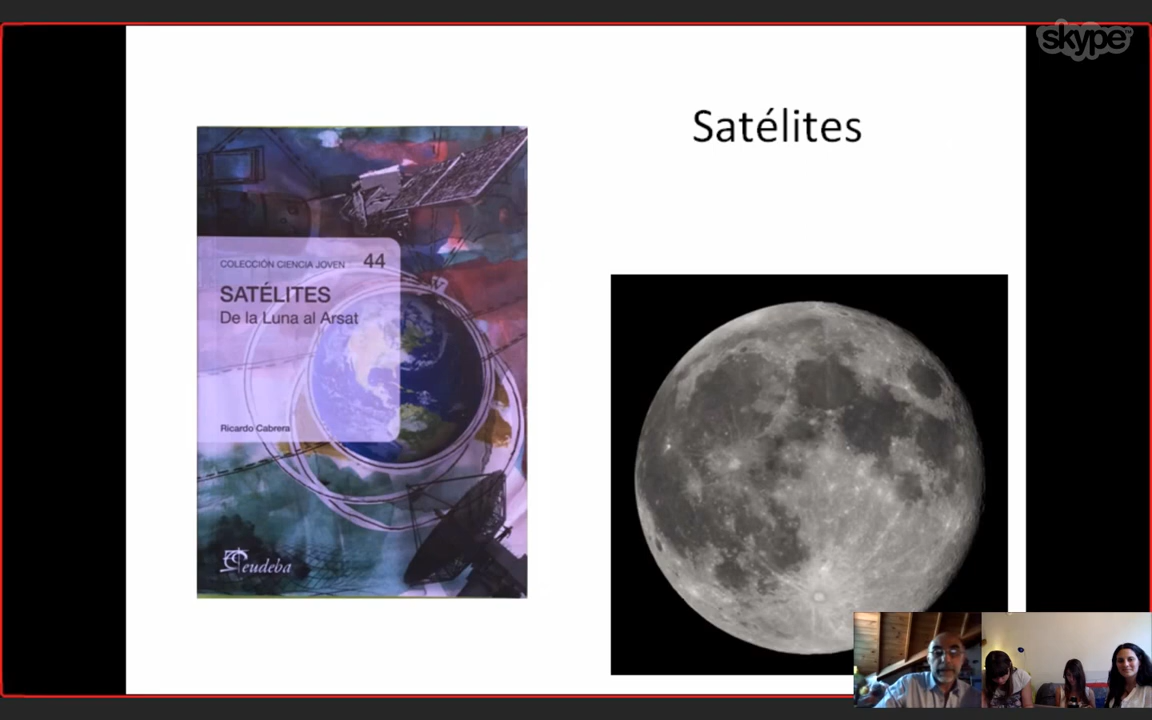 skype
Satélites
COLECCIÓN CIENCIA JOVEN 44
SATÉLITES
De la Luna al Arsat
Ricardo Cabrera
eudeba